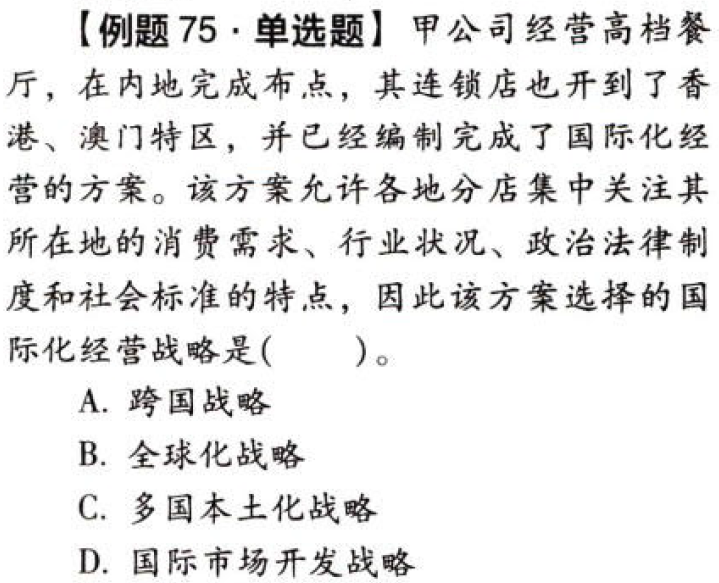 【例题 75·单选题】甲公司经营高档餐
厅，在内地完成布点，其连锁店也开到了香
港、澳门特区，并已经编制完成了国际化经
营的方案。该方案允许各地分店集中关注其
所在地的消费需求、行业状况、政治法律制
度和社会标准的特点，因此该方案选择的国
际化经营战略是(　　)。
A. 跨国战略
B. 全球化战略
C. 多国本土化战略
D. 国际市场开发战略